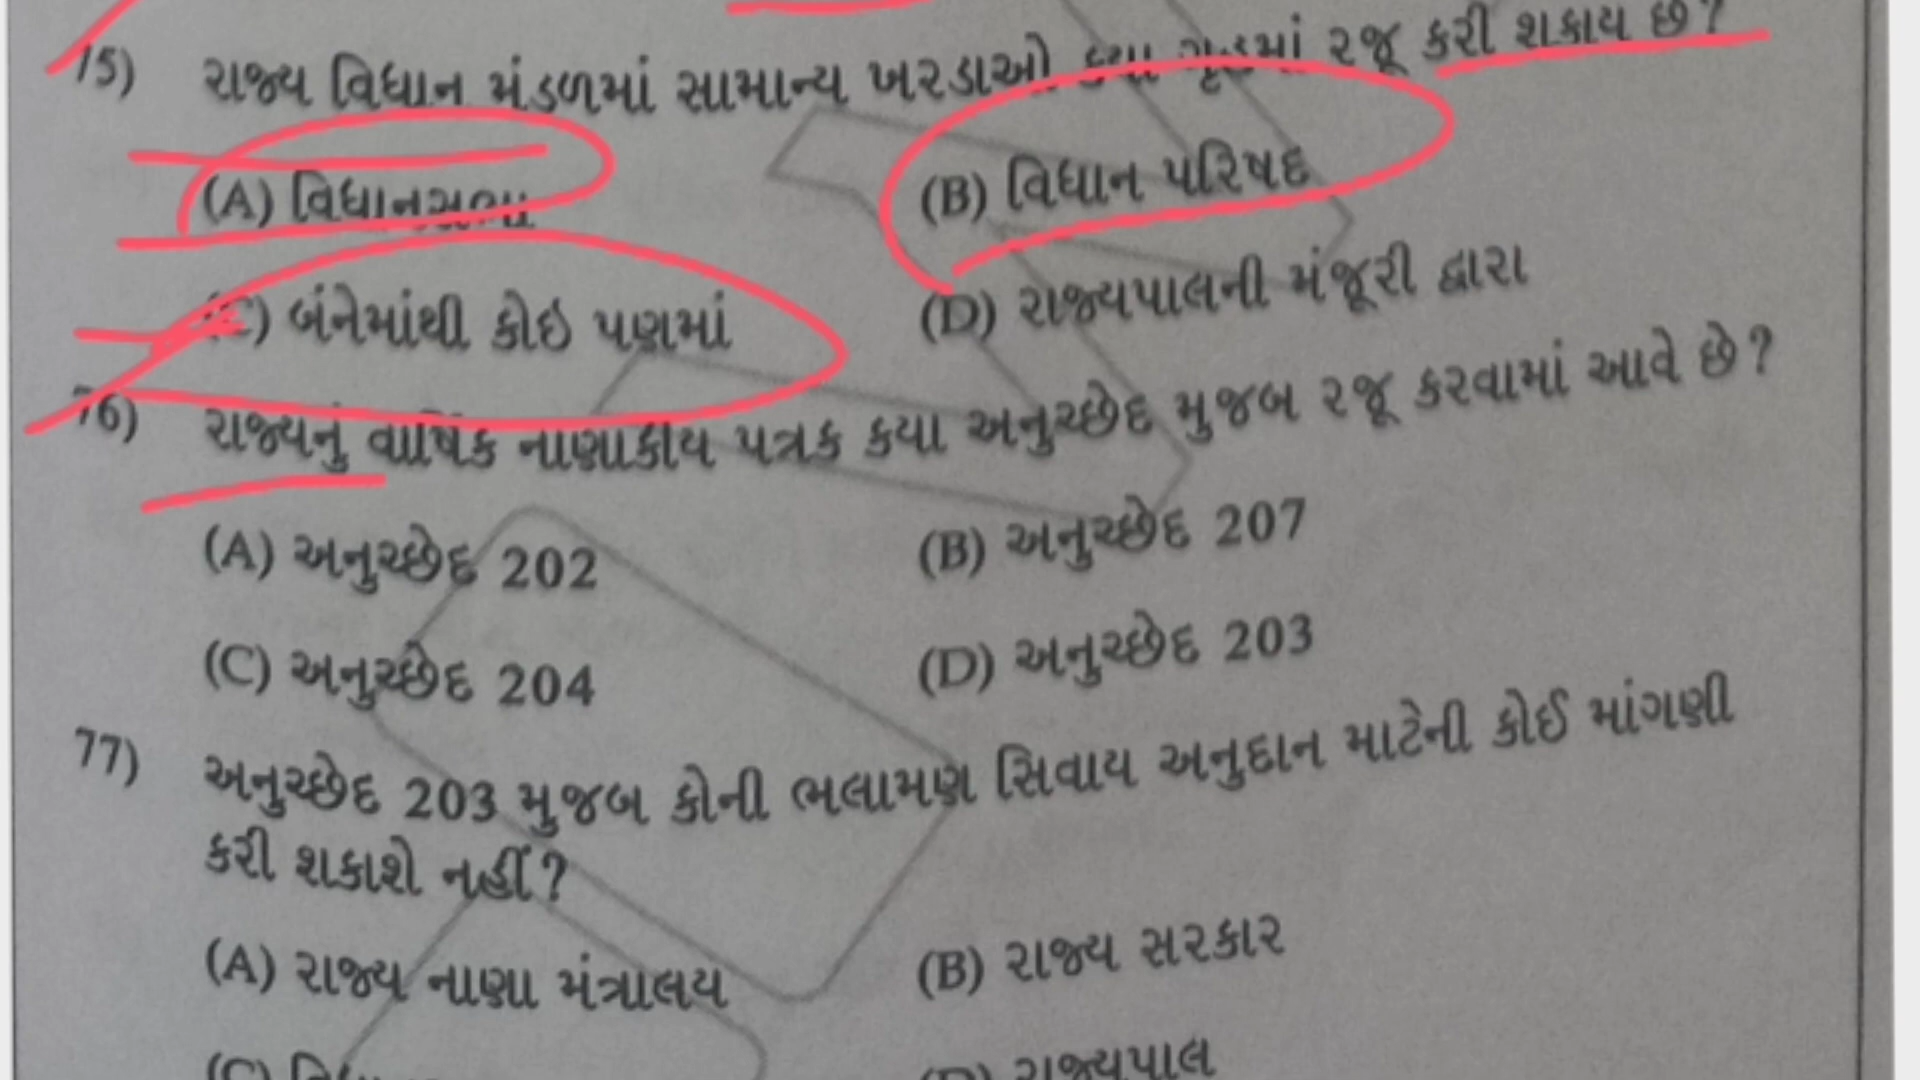 75) રાજ્ય વિધાન મંડળમાં સામાન્ય ખરડાઓ કયા ગૃહમાં રજૂ કરી શકાય છે?
(A) વિધાનસભા (B) વિધાન પરિષદ
(C) બંનેમાંથી કોઇ પણમાં (D) રાજ્યપાલની મંજૂરી દ્વારા
76) રાજ્યનું વાર્ષિક નાણાકીય પત્રક કયા અનુચ્છેદ મુજબ રજૂ કરવામાં આવે છે?
(A) અનુચ્છેદ 202 (B) અનુચ્છેદ 207
(C) અનુચ્છેદ 204 (D) અનુચ્છેદ 203
77) અનુચ્છેદ 203 મુજબ કોની ભલામણ સિવાય અનુદાન માટેની કોઈ માંગણી
કરી શકાશે નહીં?
(A) રાજ્ય નાણા મંત્રાલય (B) રાજ્ય સરકાર
(C) (D) રાજ્યપાલ